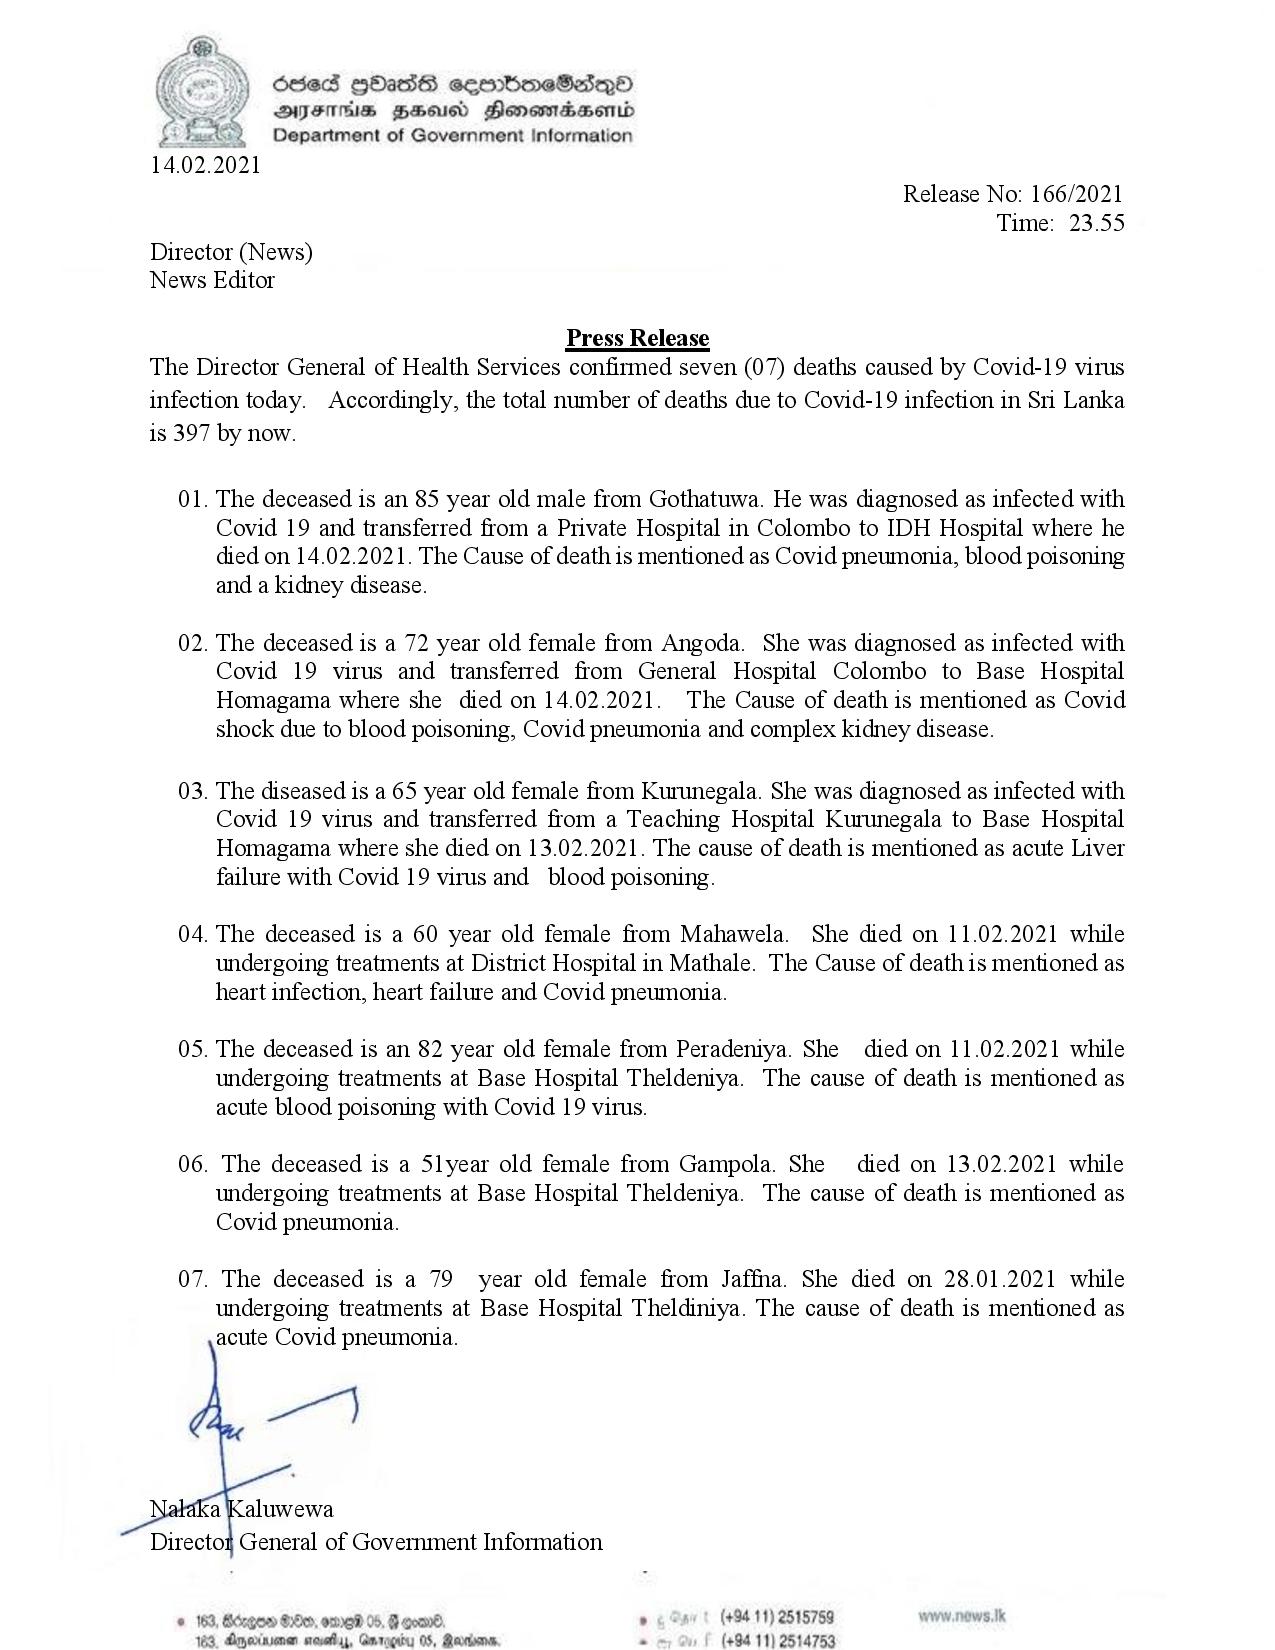 රජයේ ප්‍රවෘත්ති දෙපාර්තමේන්තුව
அரசாங்க தகவல் திணைக்களம்
Department of Government Information
14.02.2021
Release No: 166/2021
Time: 23.55
Director (News)
News Editor
Press Release
The Director General of Health Services confirmed seven (07) deaths caused by Covid-19 virus
infection today. Accordingly, the total number of deaths due to Covid-19 infection in Sri Lanka
is 397 by now.
01. The deceased is an 85 year old male from Gothatuwa. He was diagnosed as infected with
Covid 19 and transferred from a Private Hospital in Colombo to IDH Hospital where he
died on 14.02.2021. The Cause of death is mentioned as Covid pneumonia, blood poisoning
and a kidney disease.
02. The deceased is a 72 year old female from Angoda. She was diagnosed as infected with
Covid 19 virus and transferred from General Hospital Colombo to Base Hospital
Homagama where she died on 14.02.2021. The Cause of death is mentioned as Covid
shock due to blood poisoning, Covid pneumonia and complex kidney disease.
03. The diseased is a 65 year old female from Kurunegala. She was diagnosed as infected with
Covid 19 virus and transferred from a Teaching Hospital Kurunegala to Base Hospital
Homagama where she died on 13.02.2021. The cause of death is mentioned as acute Liver
failure with Covid 19 virus and blood poisoning.
04. The deceased is a 60 year old female from Mahawela. She died on 11.02.2021 while
undergoing treatments at District Hospital in Mathale. The Cause of death is mentioned as
heart infection, heart failure and Covid pneumonia.
05. The deceased is an 82 year old female from Peradeniya. She died on 11.02.2021 while
undergoing treatments at Base Hospital Theldeniya. The cause of death is mentioned as
acute blood poisoning with Covid 19 virus.
06. The deceased is a 51year old female from Gampola. She died on 13.02.2021 while
undergoing treatments at Base Hospital Theldeniya. The cause of death is mentioned as
Covid pneumonia.
07. The deceased is a 79 year old female from Jaffna. She died on 28.01.2021 while
undergoing treatments at Base Hospital Theldiniya. The cause of death is mentioned as
acute Covid pneumonia.
Nalaka Kaluwewa
Director General of Government Information
163, කිරුලපන මාවත, කොළඹ 05, ශ්‍රී ලංකාව.
163, கிருலப்பனை எவனியூ, கொழும்பு 05, இலங்கை.
(+94 11) 2515759
(+94 11) 2514753
www.news.lk